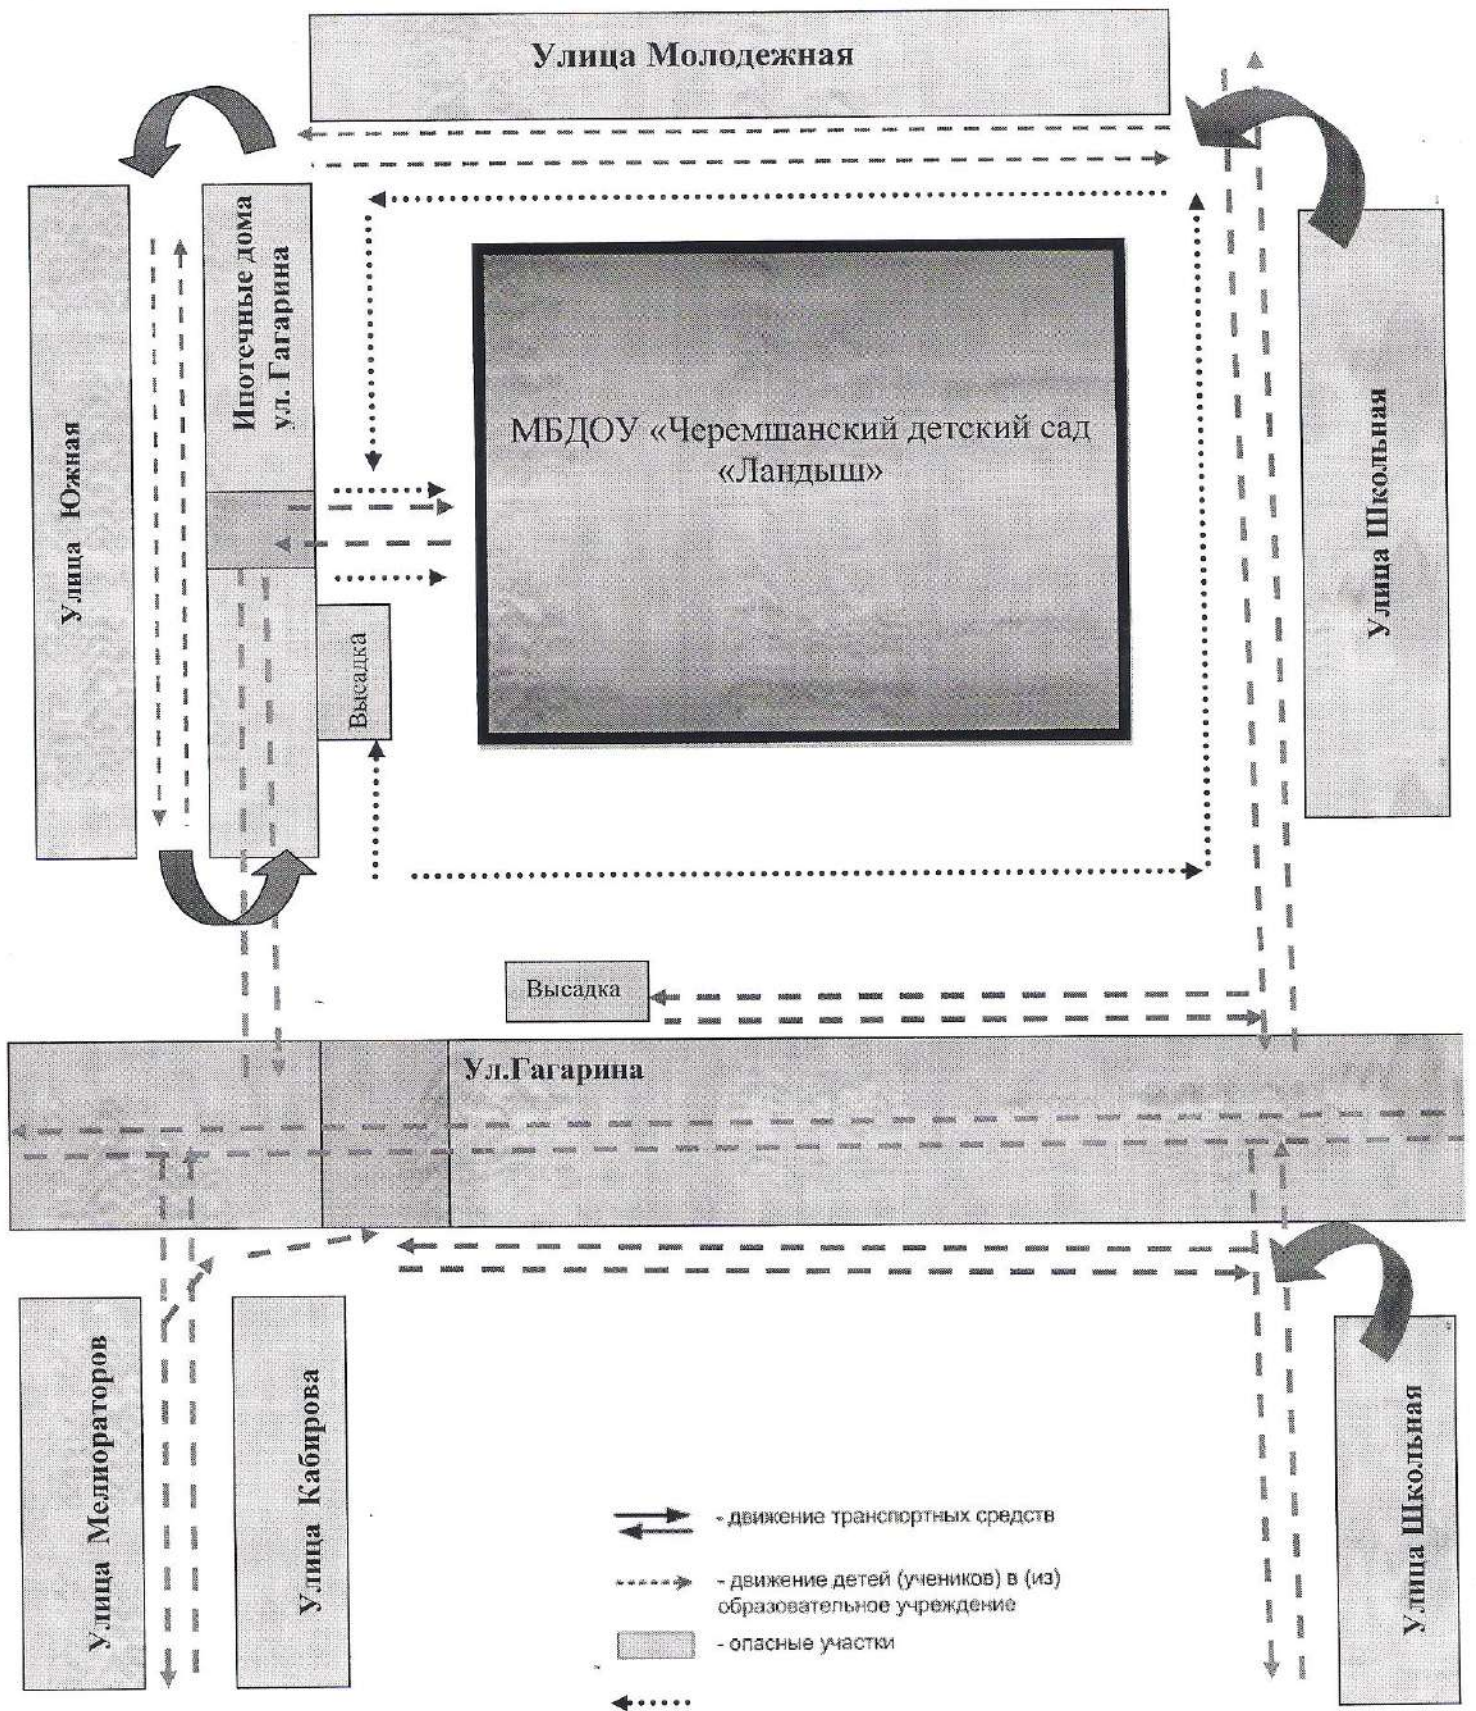 Улица Молодежная
Улица Южная
Ипотечные дома
ул. Гагарина
МБДОУ «Черемшанский детский сад
«Ландыш»
Улица Школьная
Высадка
Высадка
Ул.Гагарина
Улица Мелиораторов
Улица Кабирова
Улица Школьная
- движение транспортных средств
- движение детей (учеников) в (из)
образовательное учреждение
- опасные участки